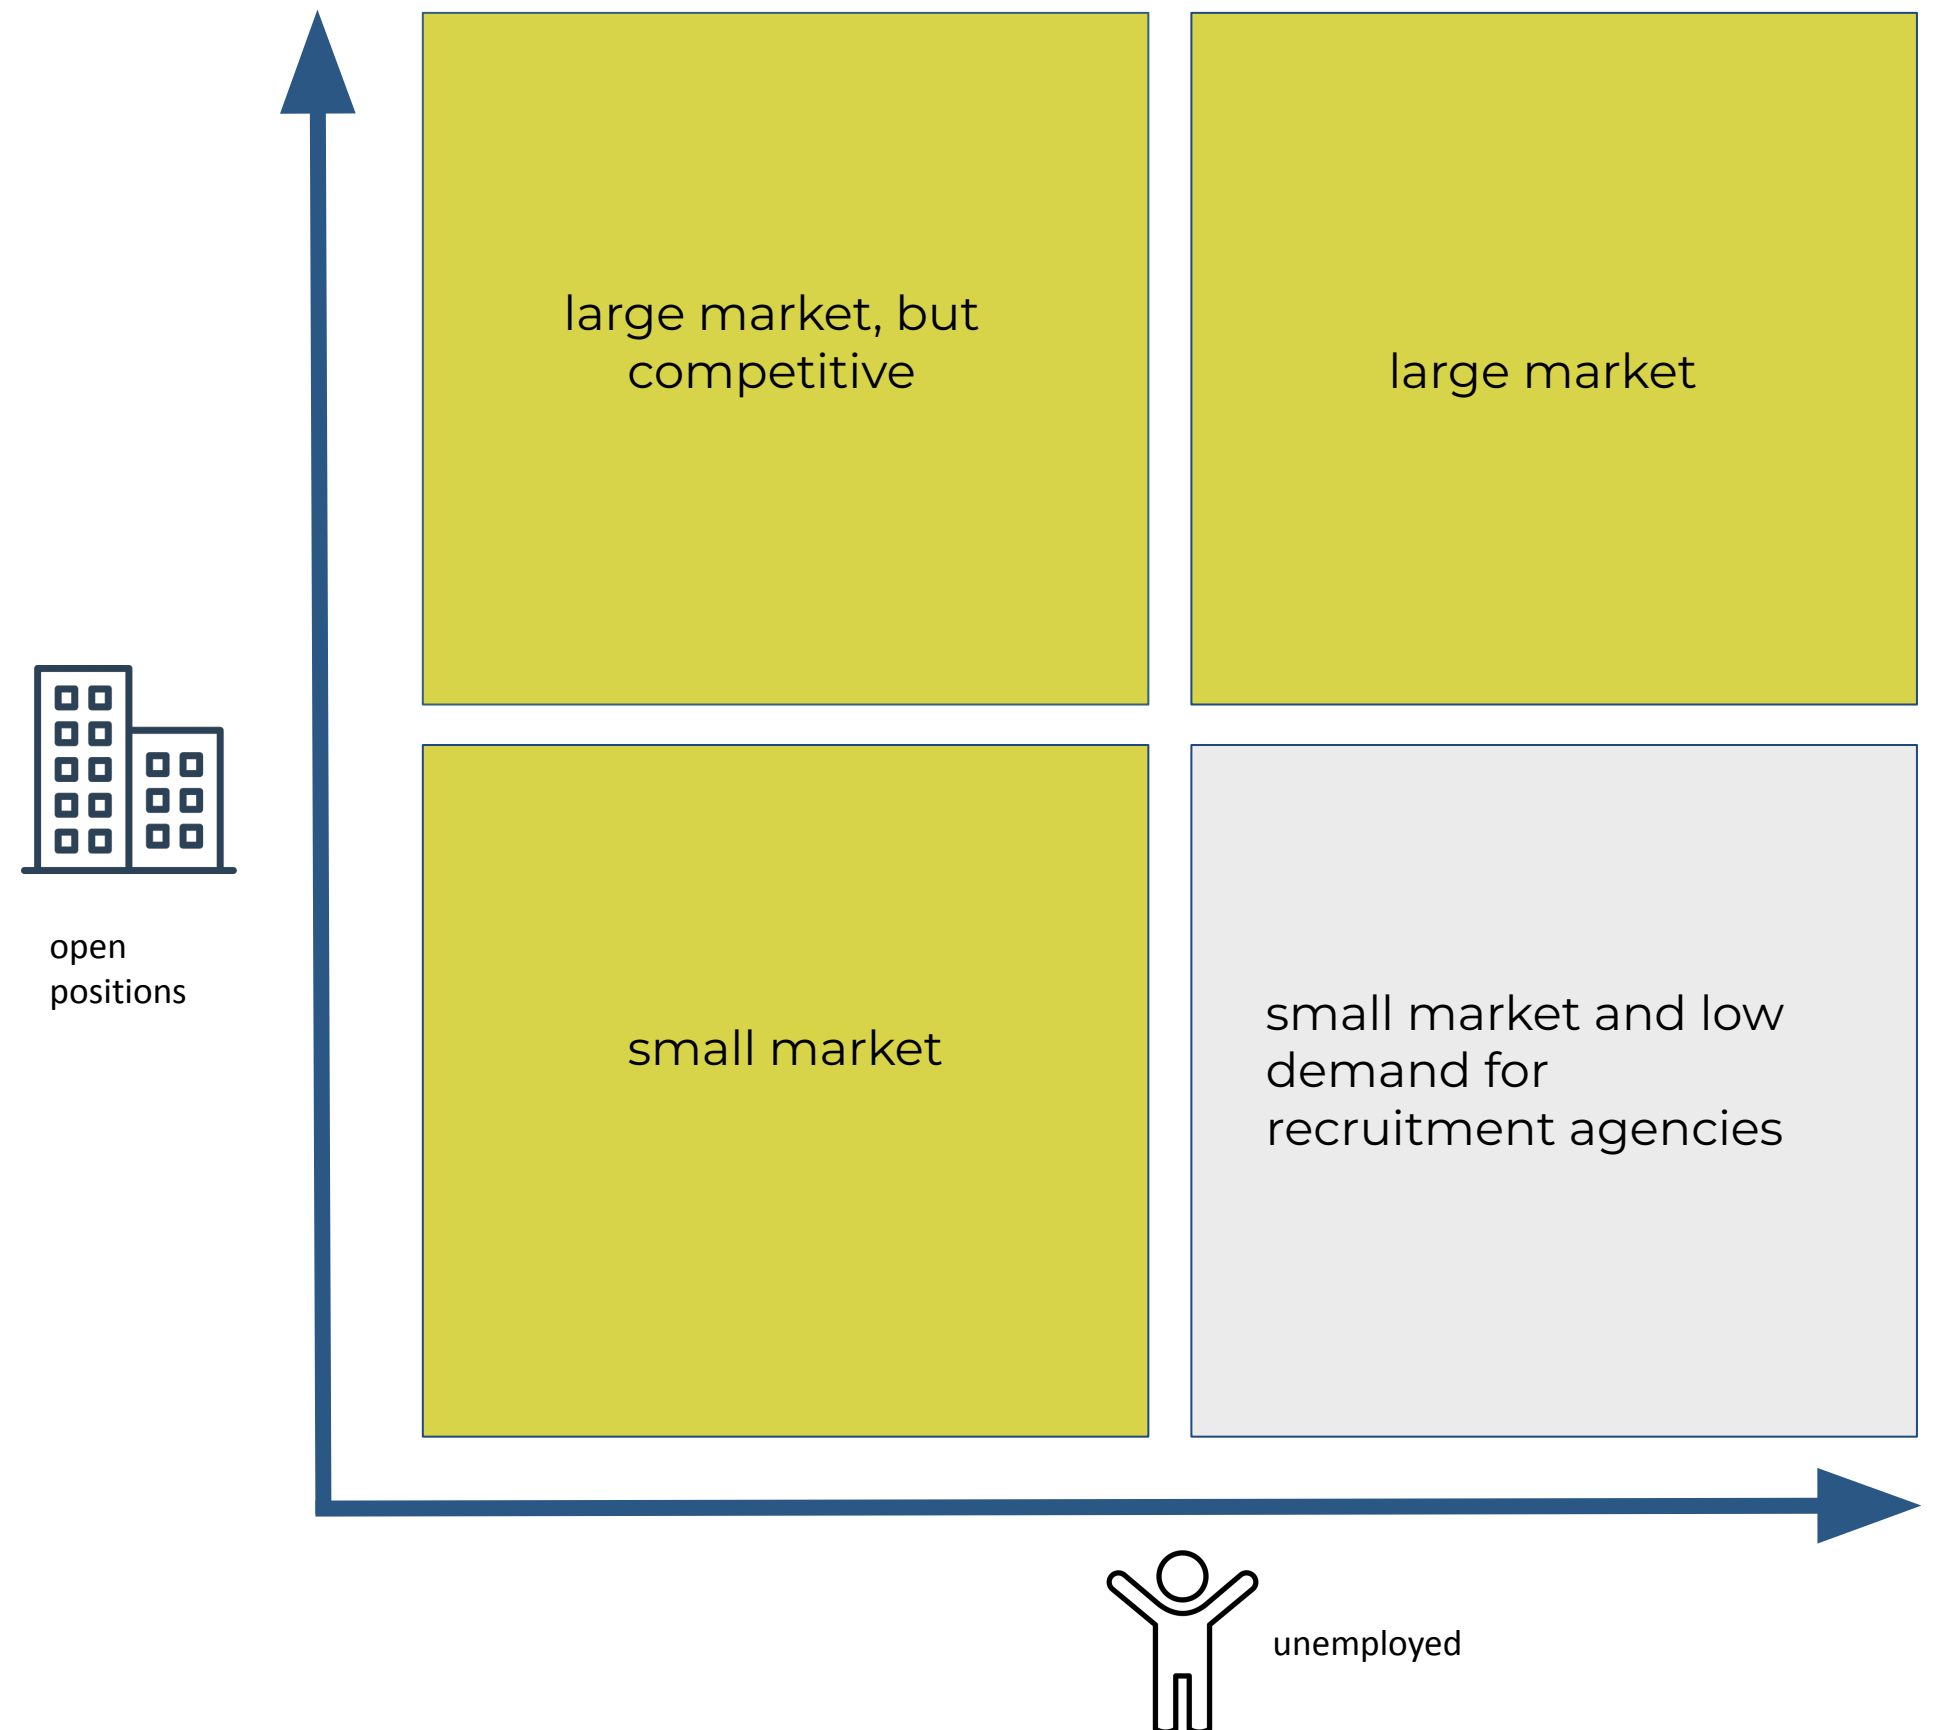 large market, but
competitive
large market
open
positions
small market
small market and low
demand for
recruitment agencies
unemployed